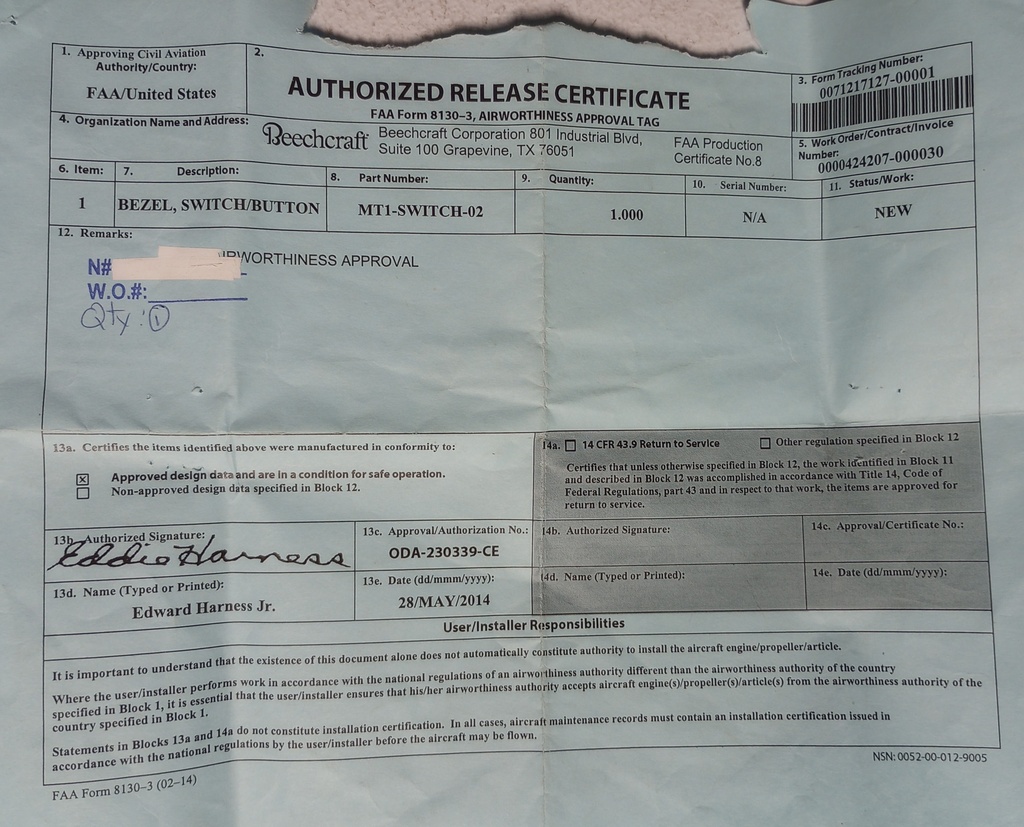 1. Approving Civil Aviation
Authority/Country:
FAA/United States
2.
AUTHORIZED RELEASE CERTIFICATE
FAA Form 8130–3, AIRWORTHINESS APPROVAL TAG
3. Form Tracking Number:
0071217127-00001
4. Organization Name and Address:
Beechcraft
Beechcraft Corporation 801 Industrial Blvd,
Suite 100 Grapevine, TX 76051
FAA Production
Certificate No.8
5. Work Order/Contract/Invoice
Number:
0000424207-000030
6. Item:
7. Description:
8. Part Number:
9. Quantity:
10. Serial Number:
11. Status/Work:
1
BEZEL, SWITCH/BUTTON
MT1-SWITCH-02
1.000
N/A
NEW
12. Remarks:
N#
WORTHINESS APPROVAL
W.O.#:
Qty: 1
13a. Certifies the items identified above were manufactured in conformity to:
Approved design data and are in a condition for safe operation.
Non-approved design data specified in Block 12.
14a. 14 CFR 43.9 Return to Service
Other regulation specified in Block 12
Certifies that unless otherwise specified in Block 12, the work identified in Block 11
and described in Block 12 was accomplished in accordance with Title 14, Code of
Federal Regulations, part 43 and in respect to that work, the items are approved for
return to service.
13b. Authorized Signature:
Eddie Harness
13c. Approval/Authorization No.:
ODA-230339-CE
14b. Authorized Signature:
14c. Approval/Certificate No.:
13d. Name (Typed or Printed):
Edward Harness Jr.
13e. Date (dd/mmm/yyyy):
28/MAY/2014
14d. Name (Typed or Printed):
14e. Date (dd/mmm/yyyy):
User/Installer Responsibilities
It is important to understand that the existence of this document alone does not automatically constitute authority to install the aircraft engine/propeller/article.
Where the user/installer performs work in accordance with the national regulations of an airworthiness authority different than the airworthiness authority of the country
specified in Block 1, it is essential that the user/installer ensures that his/her airworthiness authority accepts aircraft engine(s)/propeller(s)/article(s) from the airworthiness authority of the
country specified in Block 1.
Statements in Blocks 13a and 14a do not constitute installation certification. In all cases, aircraft maintenance records must contain an installation certification issued in
accordance with the national regulations by the user/installer before the aircraft may be flown.
FAA Form 8130–3 (02–14)
NSN: 0052-00-012-9005